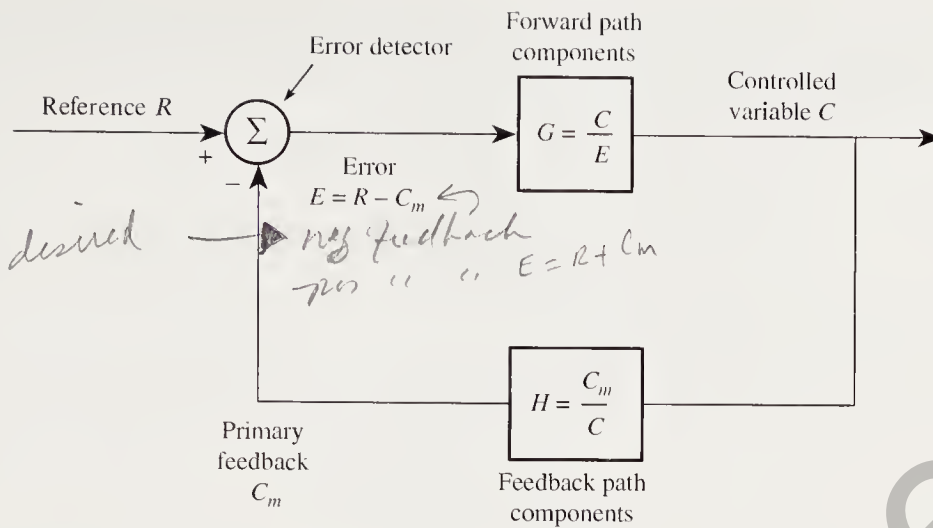 Forward path
components
Error detector
Controlled
variable C
Reference R
Σ
+
−
G = C/E
Error
E = R − Cm
desired
neg feedback
pos " " E = R + Cm
H = Cm/C
Primary
feedback
Cm
Feedback path
components